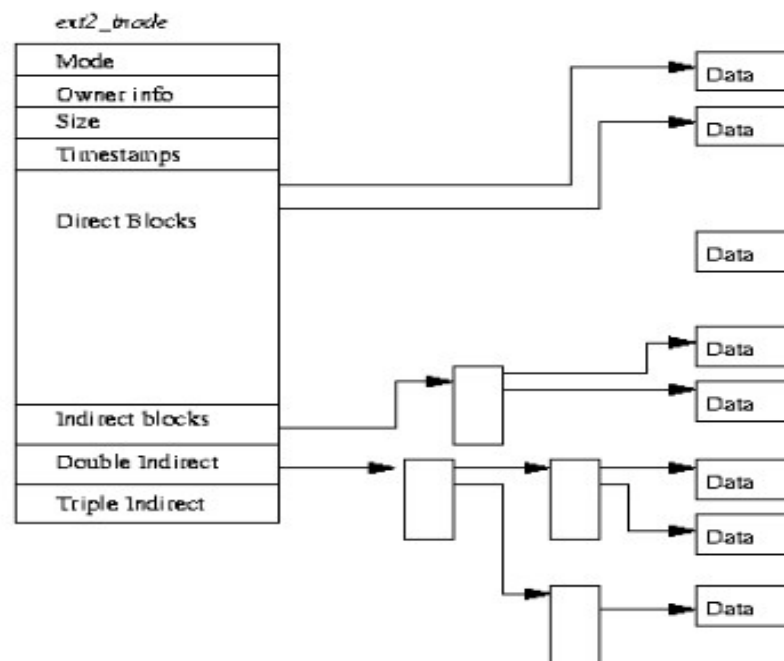 ext2_inode
Mode
Owner info
Size
Timestamps
Direct Blocks
Indirect blocks
Double Indirect
Triple Indirect
Data
Data
Data
Data
Data
Data
Data
Data